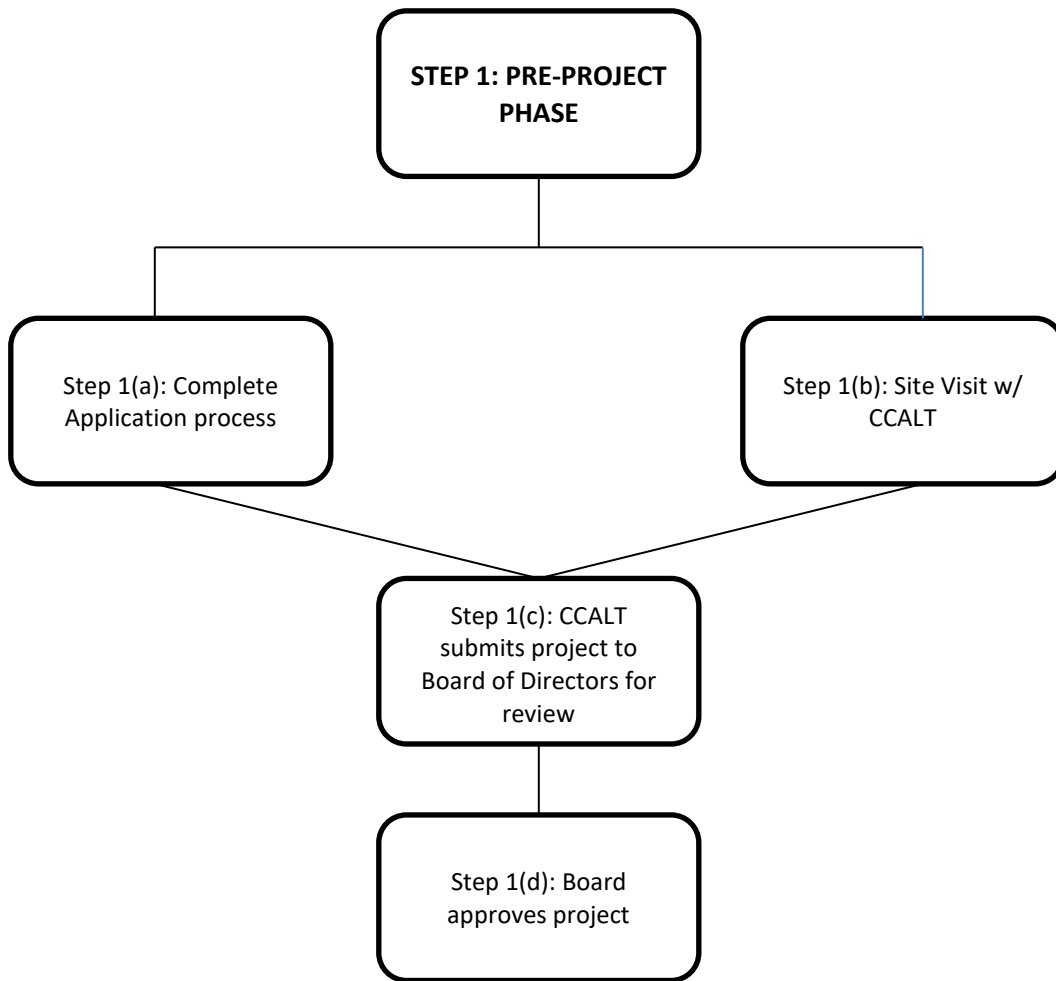 STEP 1: PRE-PROJECT
PHASE
Step 1(a): Complete
Application process
Step 1(b): Site Visit w/
CCALT
Step 1(c): CCALT
submits project to
Board of Directors for
review
Step 1(d): Board
approves project